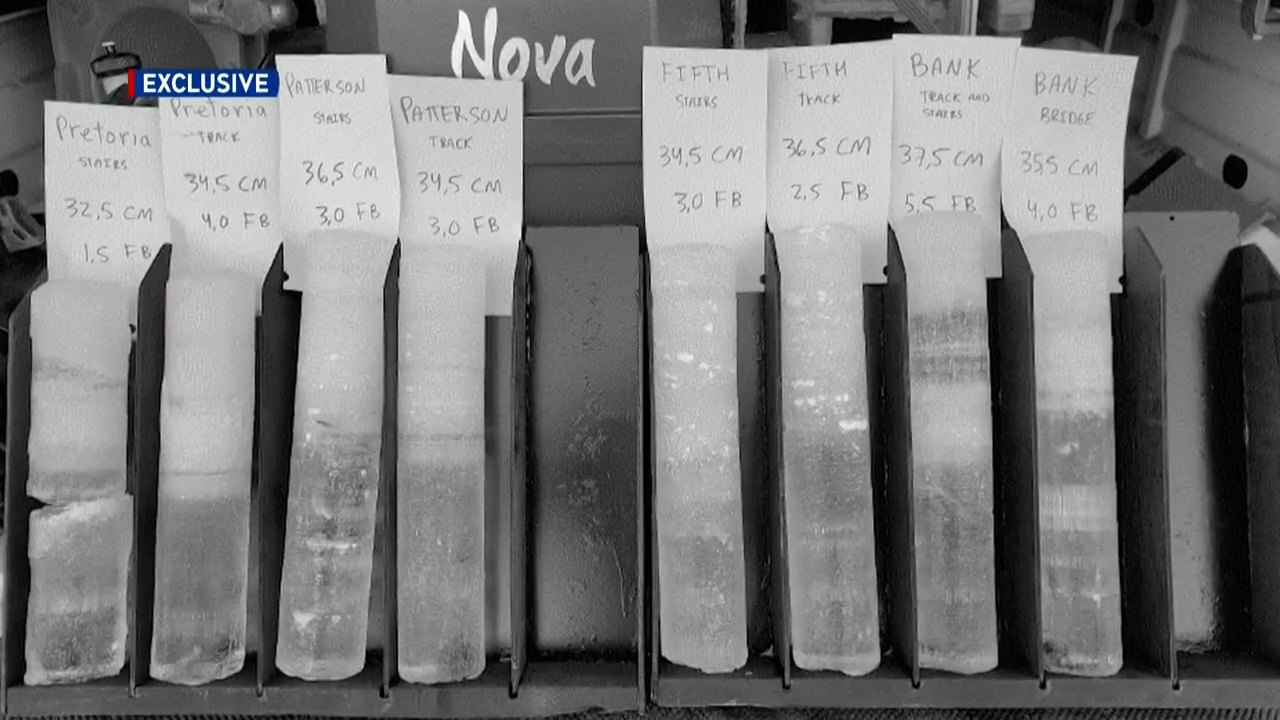 EXCLUSIVE
Nova
Pretoria
STAIRS
32,5 CM
1,5 FB
Pretoria
TRACK
34,5 CM
4,0 FB
PATTERSON
STAIRS
36,5 CM
3,0 FB
PATTERSON
TRACK
34,5 CM
3,0 FB
FIFTH
STAIRS
34,5 CM
3,0 FB
FIFTH
TRACK
36,5 CM
2,5 FB
BANK
TRACK AND
STAIRS
37,5 CM
5,5 FB
BANK
BRIDGE
35,5 CM
4,0 FB